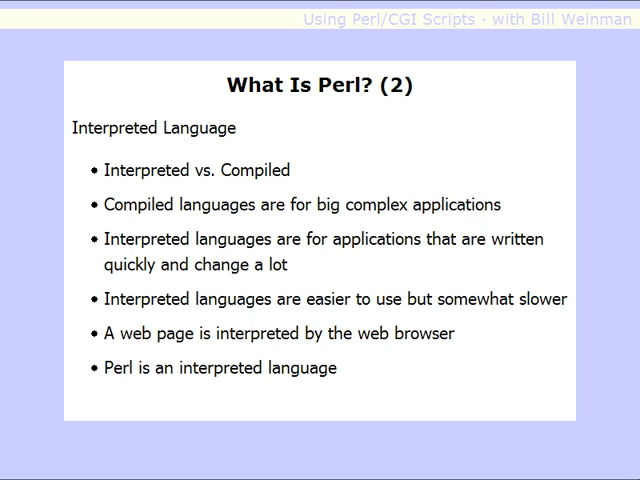 Using Perl/CGI Scripts · with Bill Weinman
What Is Perl? (2)
Interpreted Language
• Interpreted vs. Compiled
• Compiled languages are for big complex applications
• Interpreted languages are for applications that are written
quickly and change a lot
• Interpreted languages are easier to use but somewhat slower
• A web page is interpreted by the web browser
• Perl is an interpreted language